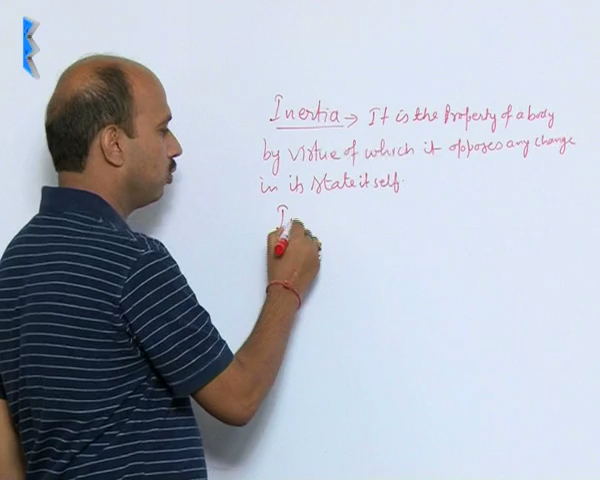 Inertia → It is the Property of a body
by virtue of which it opposes any change
in its state itself.
I